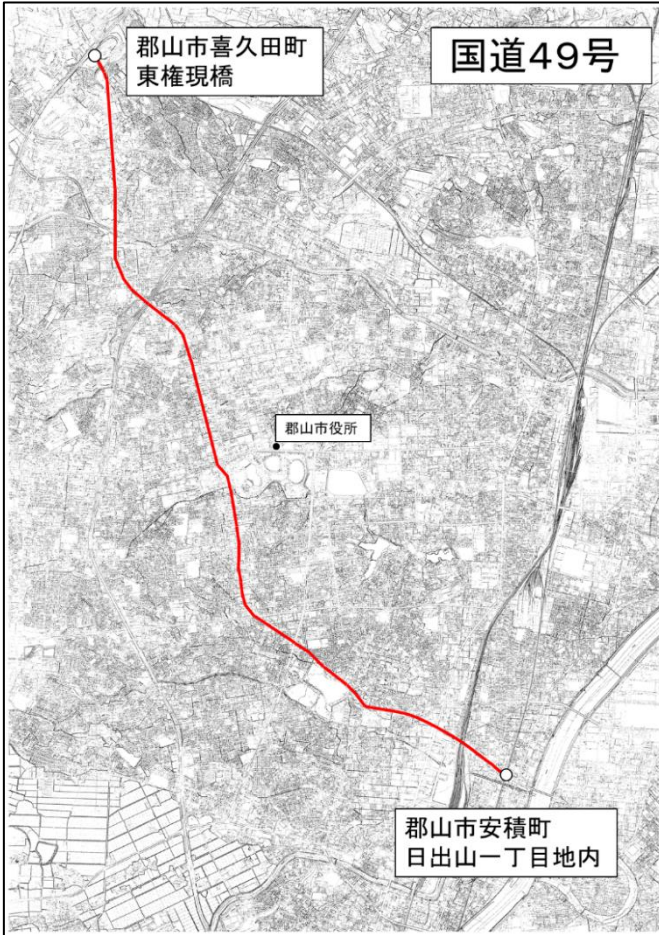 国道49号
郡山市喜久田町
東権現橋
郡山市役所
郡山市安積町
日出山一丁目地内